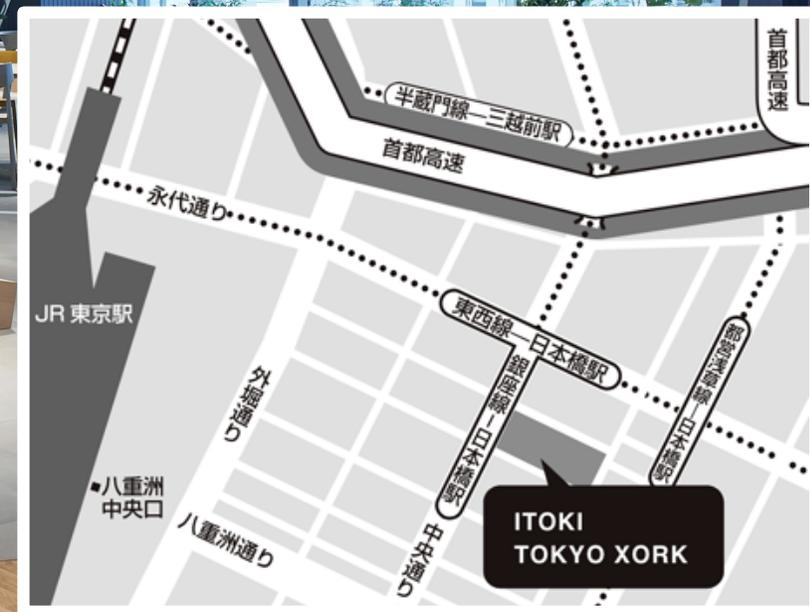 首都高速
半蔵門線—三越前駅
首都高速
永代通り
東西線—日本橋駅
JR 東京駅
都営浅草線—日本橋駅
銀座線—日本橋駅
外堀通り
八重洲
中央口
八重洲通り
中央通り
ITOKI
TOKYO XORK